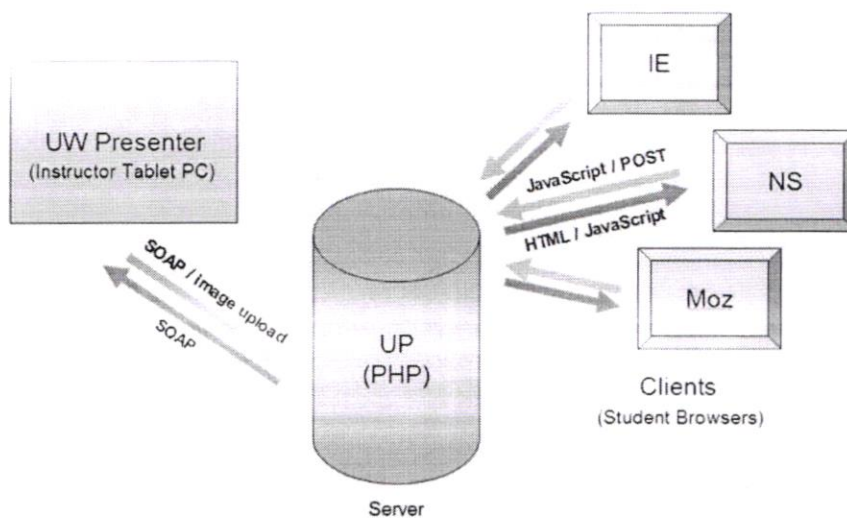 UW Presenter
(Instructor Tablet PC)
SOAP / image upload
SOAP
UP
(PHP)
Server
IE
JavaScript / POST
HTML / JavaScript
NS
Moz
Clients
(Student Browsers)